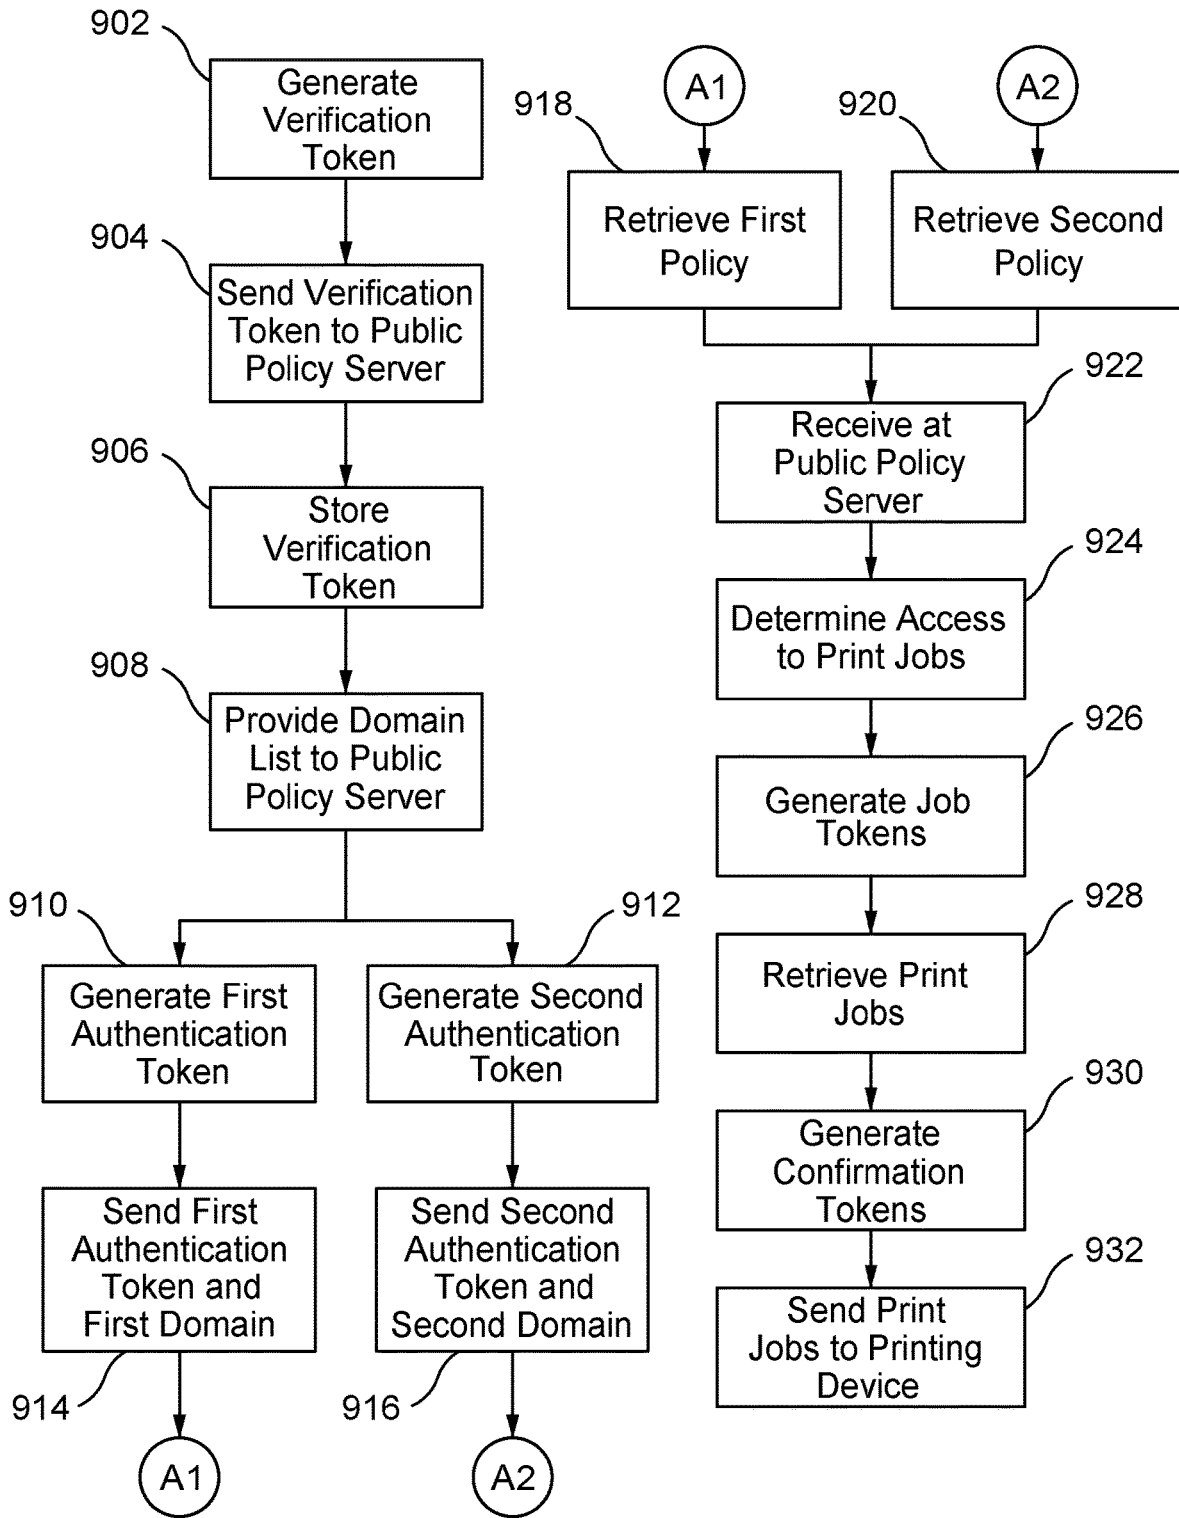 902
Generate
Verification
Token
904
Send Verification
Token to Public
Policy Server
906
Store
Verification
Token
908
Provide Domain
List to Public
Policy Server
910
Generate First
Authentication
Token
912
Generate Second
Authentication
Token
Send First
Authentication
Token and
First Domain
914
Send Second
Authentication
Token and
Second Domain
916
A1
A2
A1
918
Retrieve First
Policy
A2
920
Retrieve Second
Policy
922
Receive at
Public Policy
Server
924
Determine Access
to Print Jobs
926
Generate Job
Tokens
928
Retrieve Print
Jobs
930
Generate
Confirmation
Tokens
932
Send Print
Jobs to Printing
Device